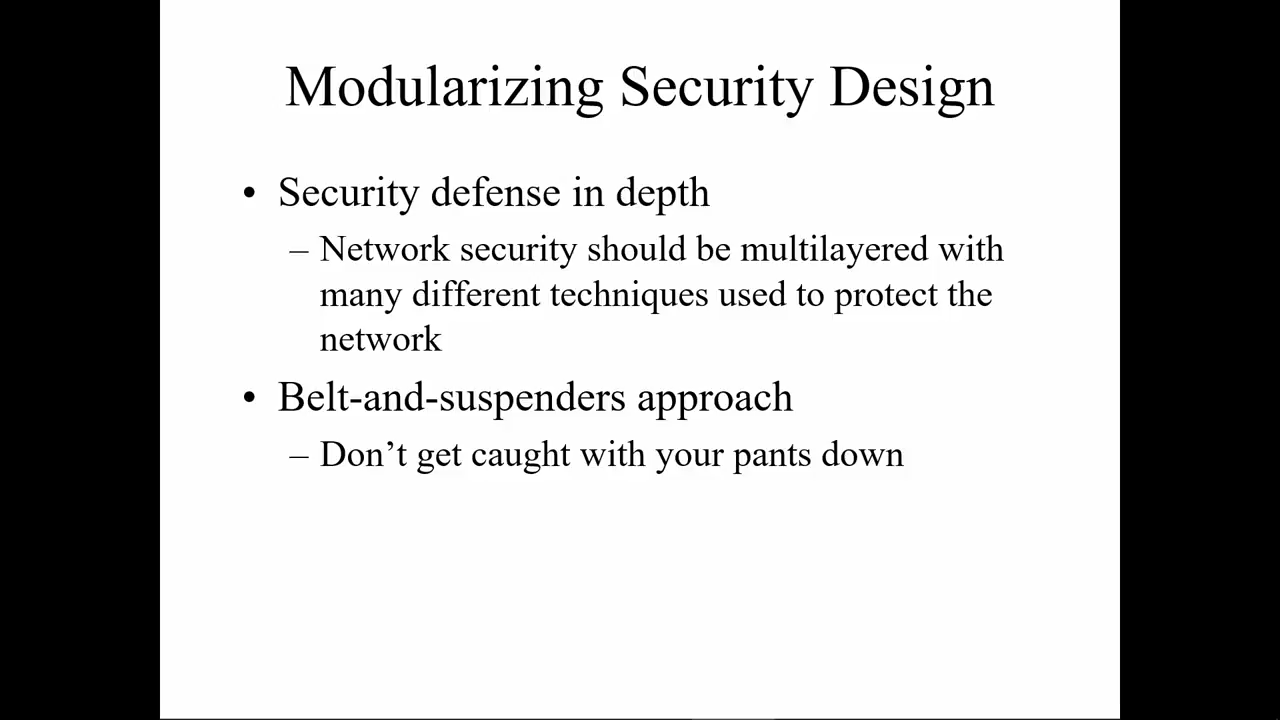 Modularizing Security Design
• Security defense in depth
– Network security should be multilayered with
many different techniques used to protect the
network
• Belt-and-suspenders approach
– Don’t get caught with your pants down